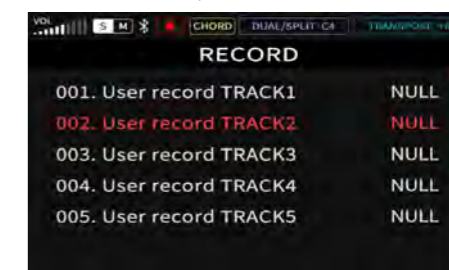 VOL S M CHORD DUAL/SPLIT C4 TRANSPOSE
RECORD
001. User record TRACK1 NULL
002. User record TRACK2 NULL
003. User record TRACK3 NULL
004. User record TRACK4 NULL
005. User record TRACK5 NULL